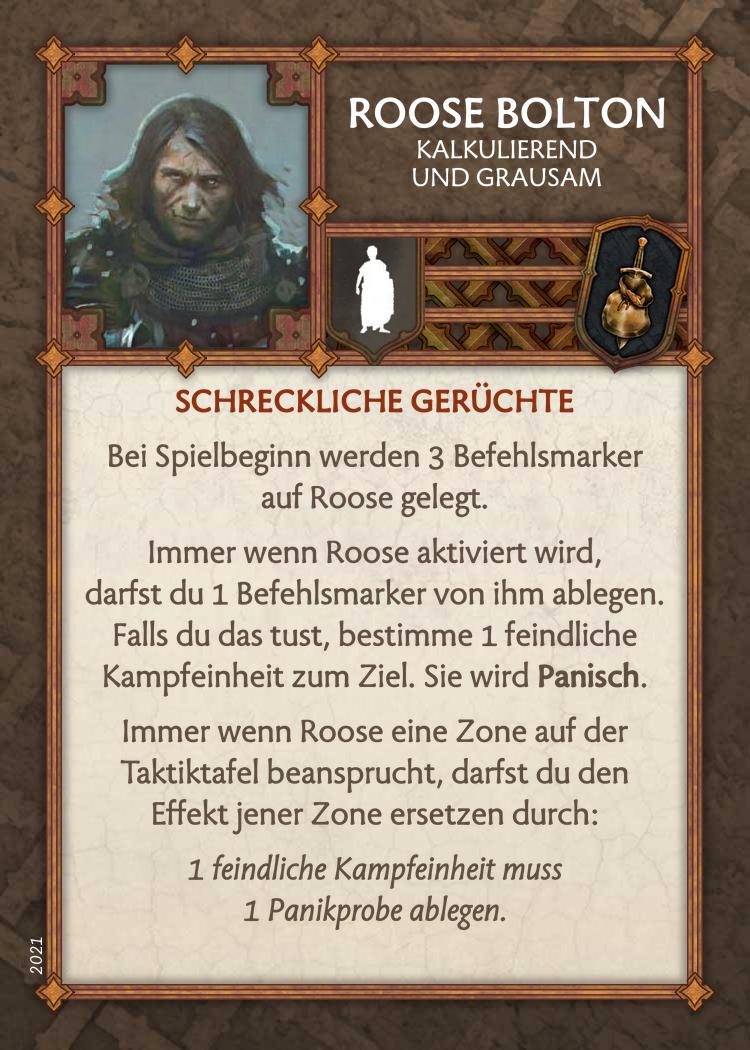 ROOSE BOLTON
KALKULIEREND
UND GRAUSAM
SCHRECKLICHE GERÜCHTE
Bei Spielbeginn werden 3 Befehlsmarker
auf Roose gelegt.
Immer wenn Roose aktiviert wird,
darfst du 1 Befehlsmarker von ihm ablegen.
Falls du das tust, bestimme 1 feindliche
Kampfeinheit zum Ziel. Sie wird Panisch.
Immer wenn Roose eine Zone auf der
Taktiktafel beansprucht, darfst du den
Effekt jener Zone ersetzen durch:
1 feindliche Kampfeinheit muss
1 Panikprobe ablegen.
2021